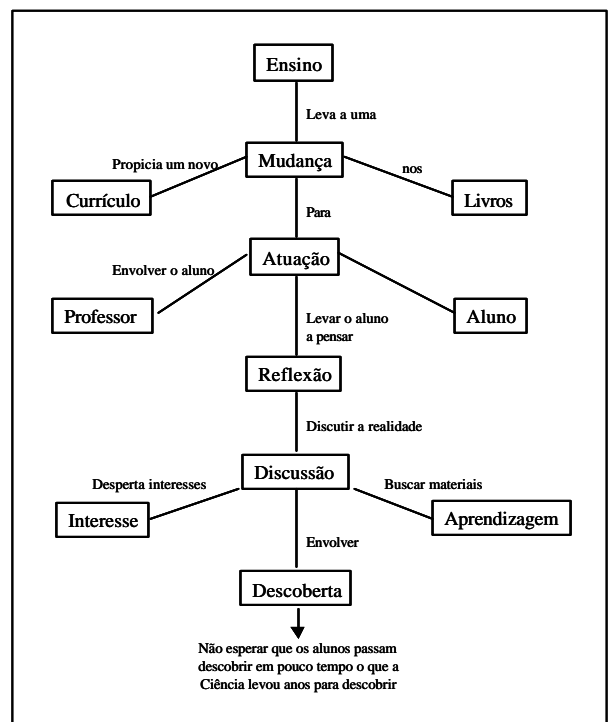 Ensino
Leva a uma
Propicia um novo
Mudança
nos
Currículo
Livros
Para
Atuação
Envolver o aluno
Professor
Aluno
Levar o aluno
a pensar
Reflexão
Discutir a realidade
Discussão
Desperta interesses
Buscar materiais
Interesse
Aprendizagem
Envolver
Descoberta
Não esperar que os alunos passam
descobrir em pouco tempo o que a
Ciência levou anos para descobrir